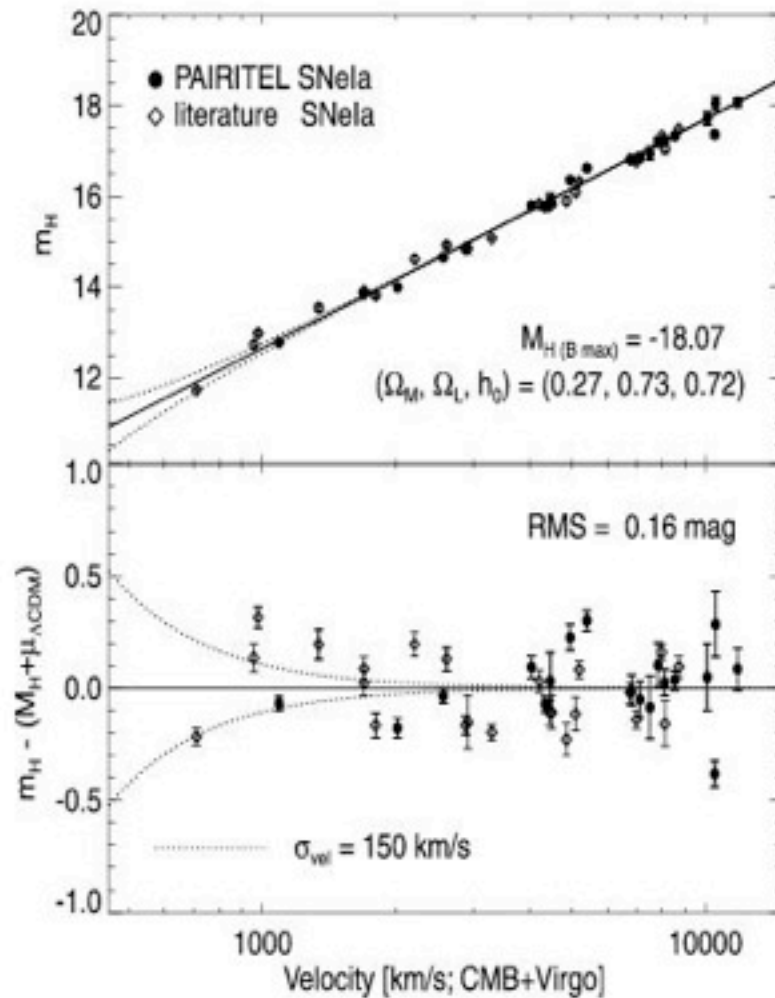 20
PAIRITEL SNeIa
literature SNeIa
18
16
m_H
14
M_H (B max) = -18.07
12
(Ω_M, Ω_L, h_0) = (0.27, 0.73, 0.72)
1.0
RMS = 0.16 mag
0.5
m_H - (M_H+μ_ΛCDM)
0.0
-0.5
σ_vel = 150 km/s
-1.0
1000 10000
Velocity [km/s; CMB+Virgo]